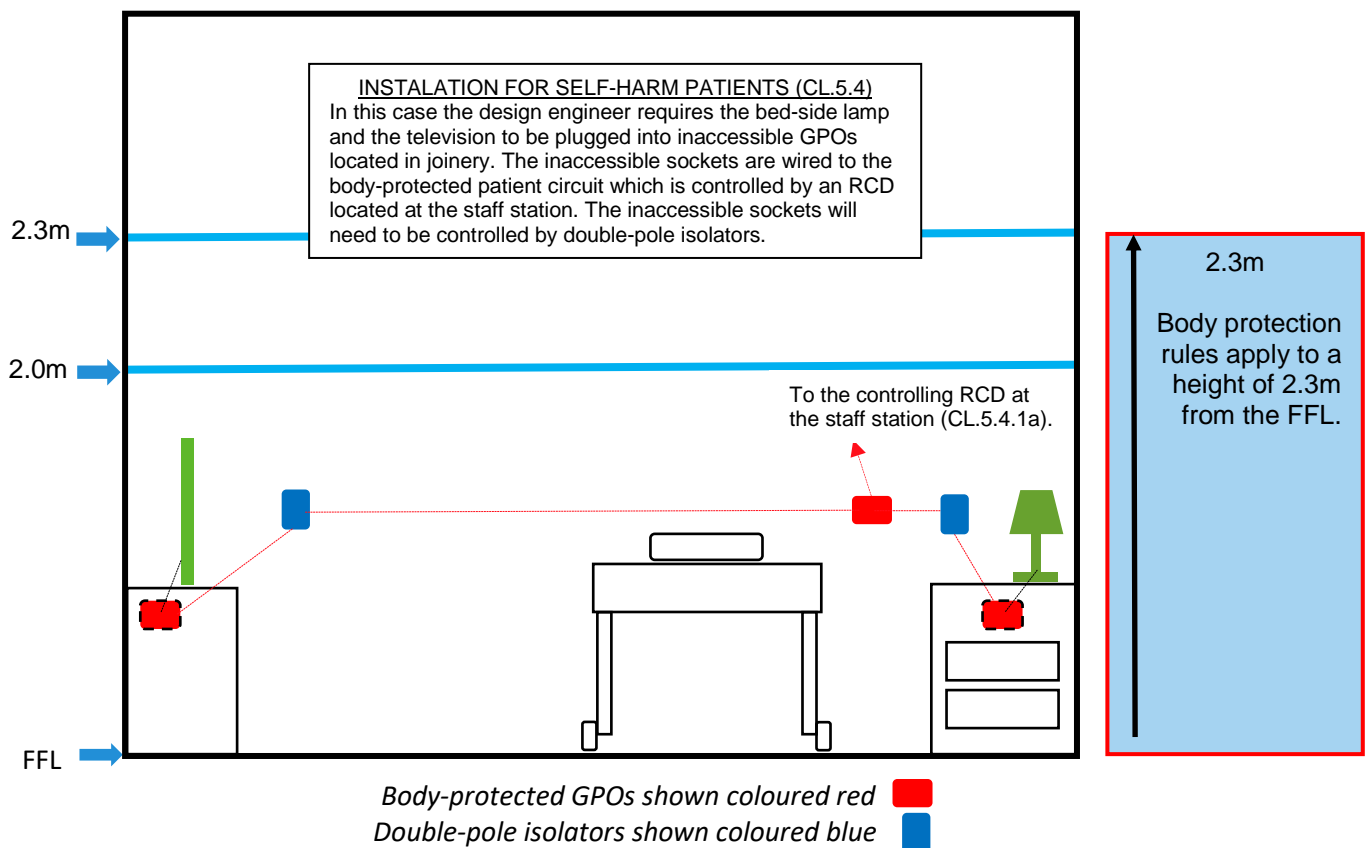 INSTALATION FOR SELF-HARM PATIENTS (CL.5.4)
In this case the design engineer requires the bed-side lamp
and the television to be plugged into inaccessible GPOs
located in joinery. The inaccessible sockets are wired to the
body-protected patient circuit which is controlled by an RCD
located at the staff station. The inaccessible sockets will
need to be controlled by double-pole isolators.
2.3m
2.3m
Body protection
rules apply to a
height of 2.3m
from the FFL.
2.0m
To the controlling RCD at
the staff station (CL.5.4.1a).
FFL
Body-protected GPOs shown coloured red
Double-pole isolators shown coloured blue